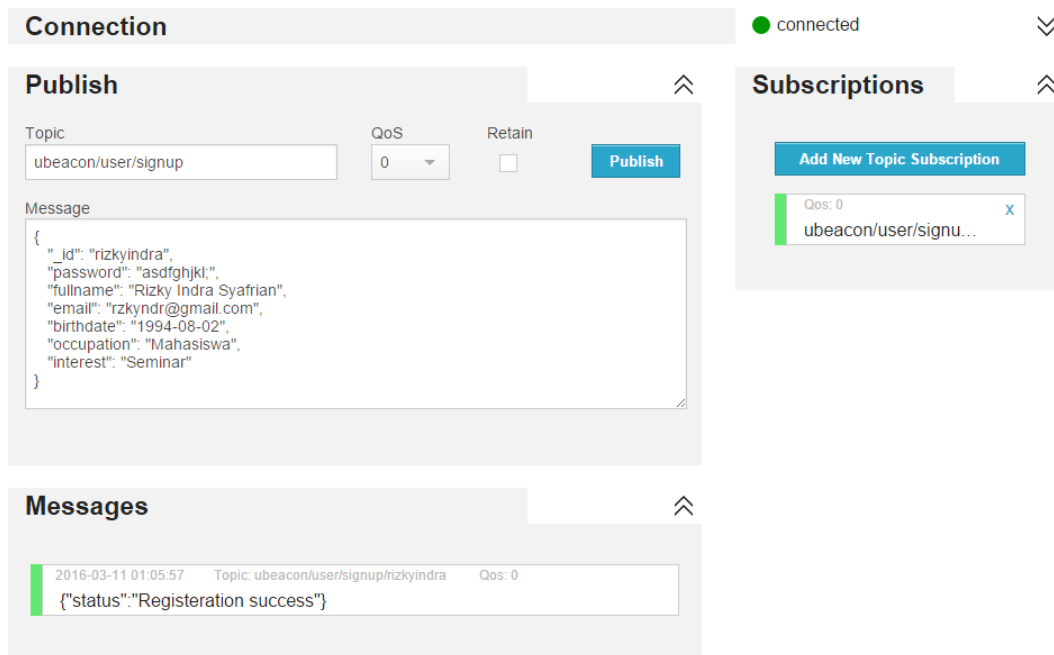 Connection
connected
Publish
Subscriptions
Topic
QoS
Retain
ubeacon/user/signup
0
Publish
Message
{
"_id": "rizkyindra",
"password": "asdfghjkl;",
"fullname": "Rizky Indra Syafrian",
"email": "rzkyndr@gmail.com",
"birthdate": "1994-08-02",
"occupation": "Mahasiswa",
"interest": "Seminar"
}
Add New Topic Subscription
Qos: 0
x
ubeacon/user/signu...
Messages
2016-03-11 01:05:57 Topic: ubeacon/user/signup/rizkyindra Qos: 0
{"status":"Registeration success"}